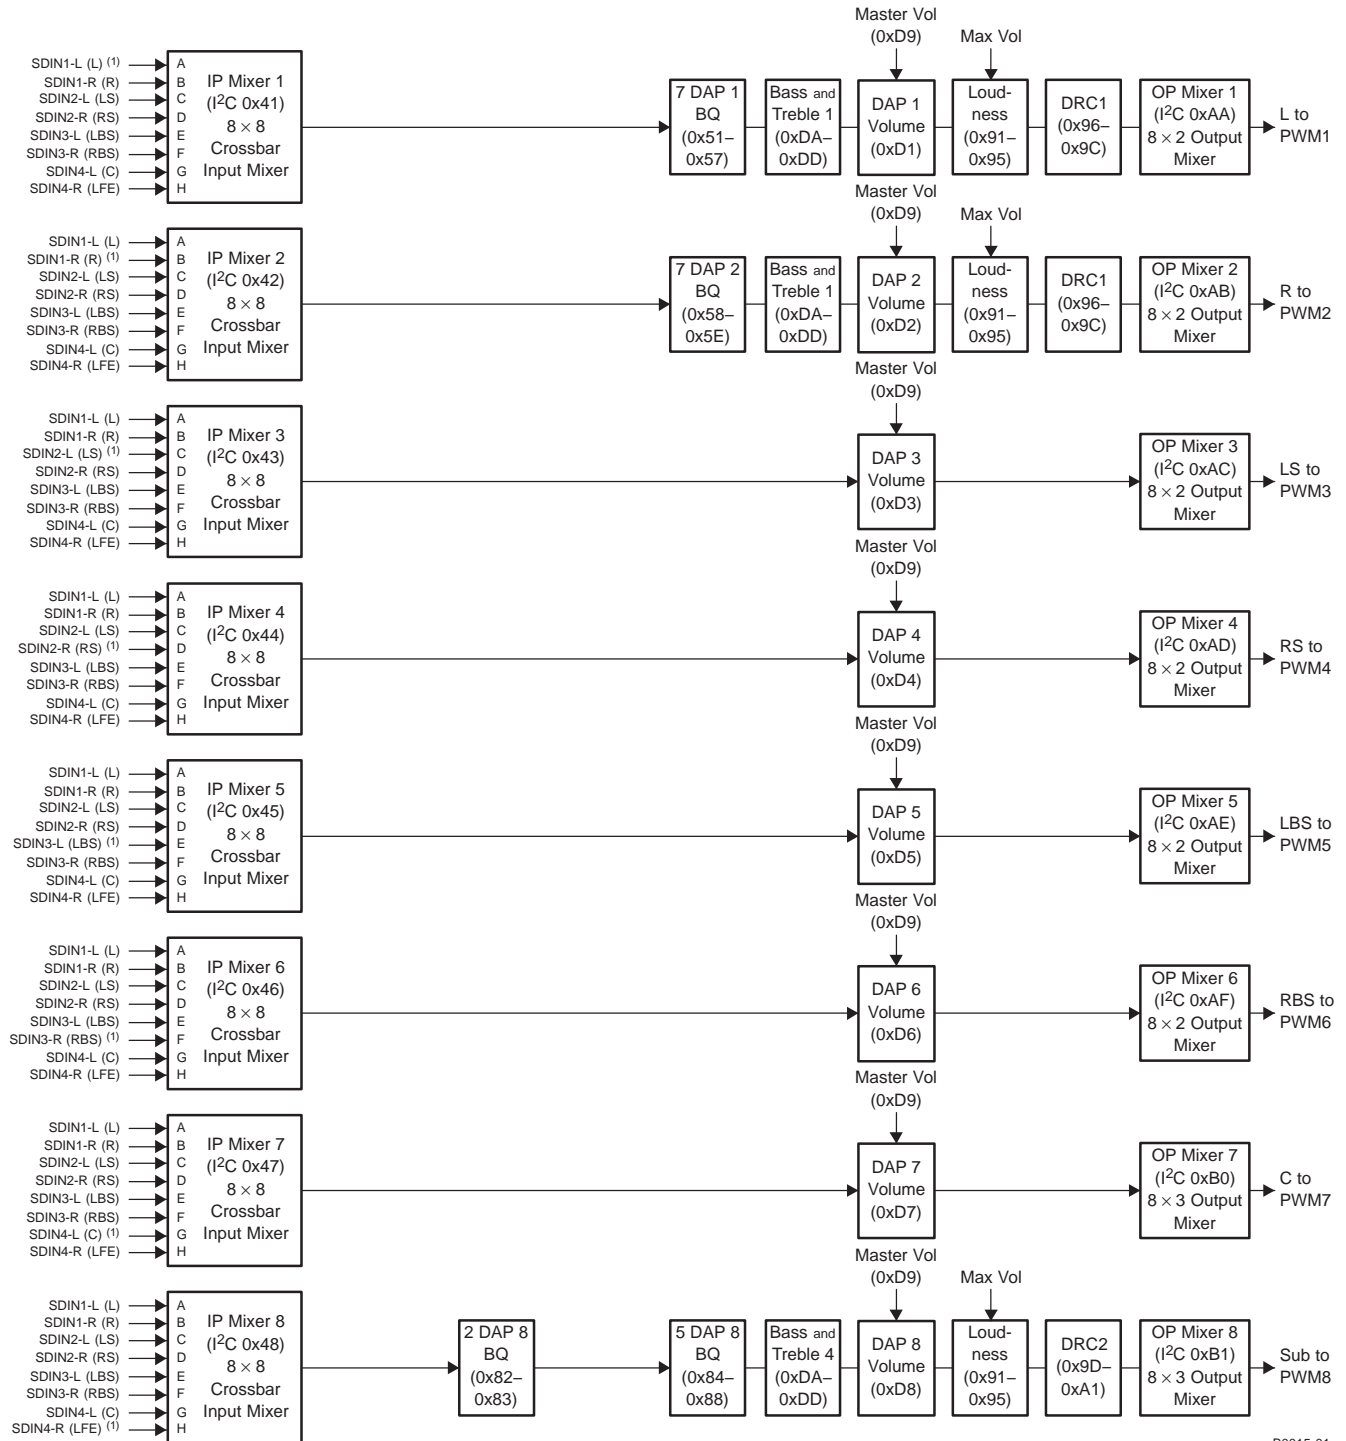 Master Vol
(0xD9)
Max Vol
SDIN1-L (L) (1)
SDIN1-R (R)
SDIN2-L (LS)
SDIN2-R (RS)
SDIN3-L (LBS)
SDIN3-R (RBS)
SDIN4-L (C)
SDIN4-R (LFE)
A
B
C
D
E
F
G
H
IP Mixer 1
(I2C 0x41)
8 × 8
Crossbar
Input Mixer
7 DAP 1
BQ
(0x51–
0x57)
Bass and
Treble 1
(0xDA–
0xDD)
DAP 1
Volume
(0xD1)
Loud-
ness
(0x91–
0x95)
DRC1
(0x96–
0x9C)
OP Mixer 1
(I2C 0xAA)
8 × 2 Output
Mixer
L to
PWM1
Master Vol
(0xD9)
Max Vol
SDIN1-L (L)
SDIN1-R (R) (1)
SDIN2-L (LS)
SDIN2-R (RS)
SDIN3-L (LBS)
SDIN3-R (RBS)
SDIN4-L (C)
SDIN4-R (LFE)
A
B
C
D
E
F
G
H
IP Mixer 2
(I2C 0x42)
8 × 8
Crossbar
Input Mixer
7 DAP 2
BQ
(0x58–
0x5E)
Bass and
Treble 1
(0xDA–
0xDD)
DAP 2
Volume
(0xD2)
Loud-
ness
(0x91–
0x95)
DRC1
(0x96–
0x9C)
OP Mixer 2
(I2C 0xAB)
8 × 2 Output
Mixer
R to
PWM2
Master Vol
(0xD9)
SDIN1-L (L)
SDIN1-R (R)
SDIN2-L (LS) (1)
SDIN2-R (RS)
SDIN3-L (LBS)
SDIN3-R (RBS)
SDIN4-L (C)
SDIN4-R (LFE)
A
B
C
D
E
F
G
H
IP Mixer 3
(I2C 0x43)
8 × 8
Crossbar
Input Mixer
DAP 3
Volume
(0xD3)
OP Mixer 3
(I2C 0xAC)
8 × 2 Output
Mixer
LS to
PWM3
Master Vol
(0xD9)
SDIN1-L (L)
SDIN1-R (R)
SDIN2-L (LS)
SDIN2-R (RS) (1)
SDIN3-L (LBS)
SDIN3-R (RBS)
SDIN4-L (C)
SDIN4-R (LFE)
A
B
C
D
E
F
G
H
IP Mixer 4
(I2C 0x44)
8 × 8
Crossbar
Input Mixer
DAP 4
Volume
(0xD4)
OP Mixer 4
(I2C 0xAD)
8 × 2 Output
Mixer
RS to
PWM4
Master Vol
(0xD9)
SDIN1-L (L)
SDIN1-R (R)
SDIN2-L (LS)
SDIN2-R (RS)
SDIN3-L (LBS) (1)
SDIN3-R (RBS)
SDIN4-L (C)
SDIN4-R (LFE)
A
B
C
D
E
F
G
H
IP Mixer 5
(I2C 0x45)
8 × 8
Crossbar
Input Mixer
DAP 5
Volume
(0xD5)
OP Mixer 5
(I2C 0xAE)
8 × 2 Output
Mixer
LBS to
PWM5
Master Vol
(0xD9)
SDIN1-L (L)
SDIN1-R (R)
SDIN2-L (LS)
SDIN2-R (RS)
SDIN3-L (LBS)
SDIN3-R (RBS) (1)
SDIN4-L (C)
SDIN4-R (LFE)
A
B
C
D
E
F
G
H
IP Mixer 6
(I2C 0x46)
8 × 8
Crossbar
Input Mixer
DAP 6
Volume
(0xD6)
OP Mixer 6
(I2C 0xAF)
8 × 2 Output
Mixer
RBS to
PWM6
Master Vol
(0xD9)
SDIN1-L (L)
SDIN1-R (R)
SDIN2-L (LS)
SDIN2-R (RS)
SDIN3-L (LBS)
SDIN3-R (RBS)
SDIN4-L (C) (1)
SDIN4-R (LFE)
A
B
C
D
E
F
G
H
IP Mixer 7
(I2C 0x47)
8 × 8
Crossbar
Input Mixer
DAP 7
Volume
(0xD7)
OP Mixer 7
(I2C 0xB0)
8 × 3 Output
Mixer
C to
PWM7
Master Vol
(0xD9)
Max Vol
SDIN1-L (L)
SDIN1-R (R)
SDIN2-L (LS)
SDIN2-R (RS)
SDIN3-L (LBS)
SDIN3-R (RBS)
SDIN4-L (C)
SDIN4-R (LFE) (1)
A
B
C
D
E
F
G
H
IP Mixer 8
(I2C 0x48)
8 × 8
Crossbar
Input Mixer
2 DAP 8
BQ
(0x82–
0x83)
5 DAP 8
BQ
(0x84–
0x88)
Bass and
Treble 4
(0xDA–
0xDD)
DAP 8
Volume
(0xD8)
Loud-
ness
(0x91–
0x95)
DRC2
(0x9D–
0xA1)
OP Mixer 8
(I2C 0xB1)
8 × 3 Output
Mixer
Sub to
PWM8